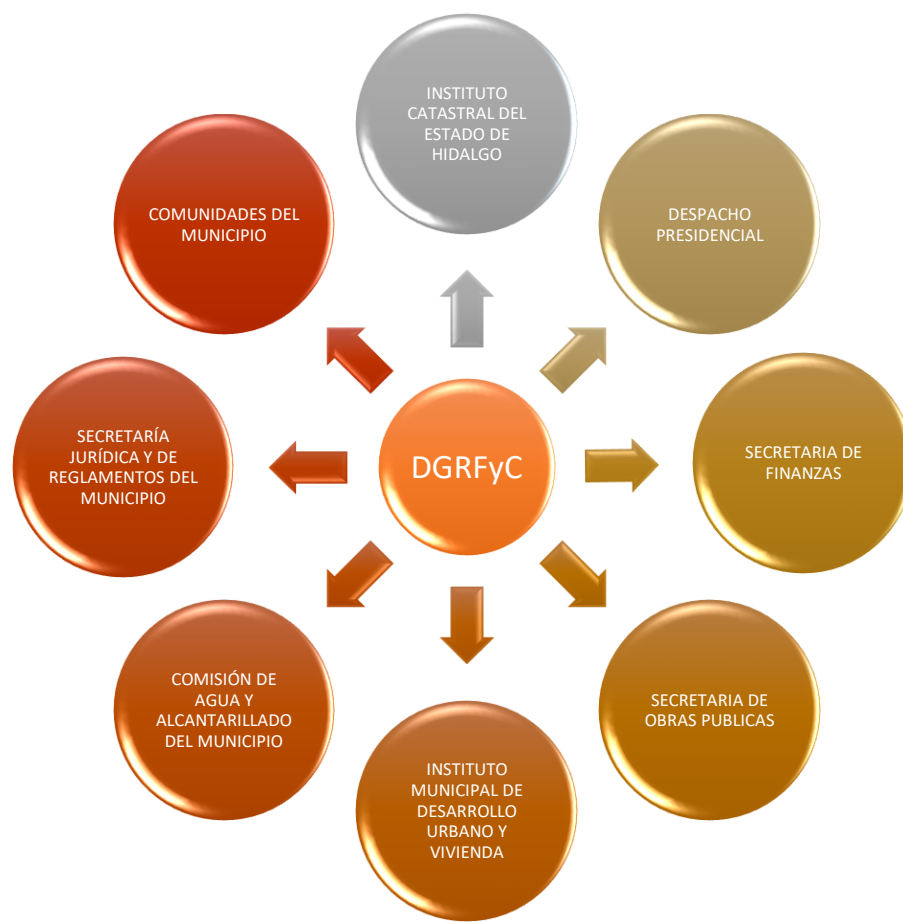 INSTITUTO
CATASTRAL DEL
ESTADO DE
HIDALGO
DESPACHO
PRESIDENCIAL
SECRETARIA DE
FINANZAS
SECRETARIA DE
OBRAS PUBLICAS
INSTITUTO
MUNICIPAL DE
DESARROLLO
URBANO Y
VIVIENDA
COMISIÓN DE
AGUA Y
ALCANTARILLADO
DEL MUNICIPIO
SECRETARÍA
JURÍDICA Y DE
REGLAMENTOS DEL
MUNICIPIO
COMUNIDADES DEL
MUNICIPIO
DGRFyC